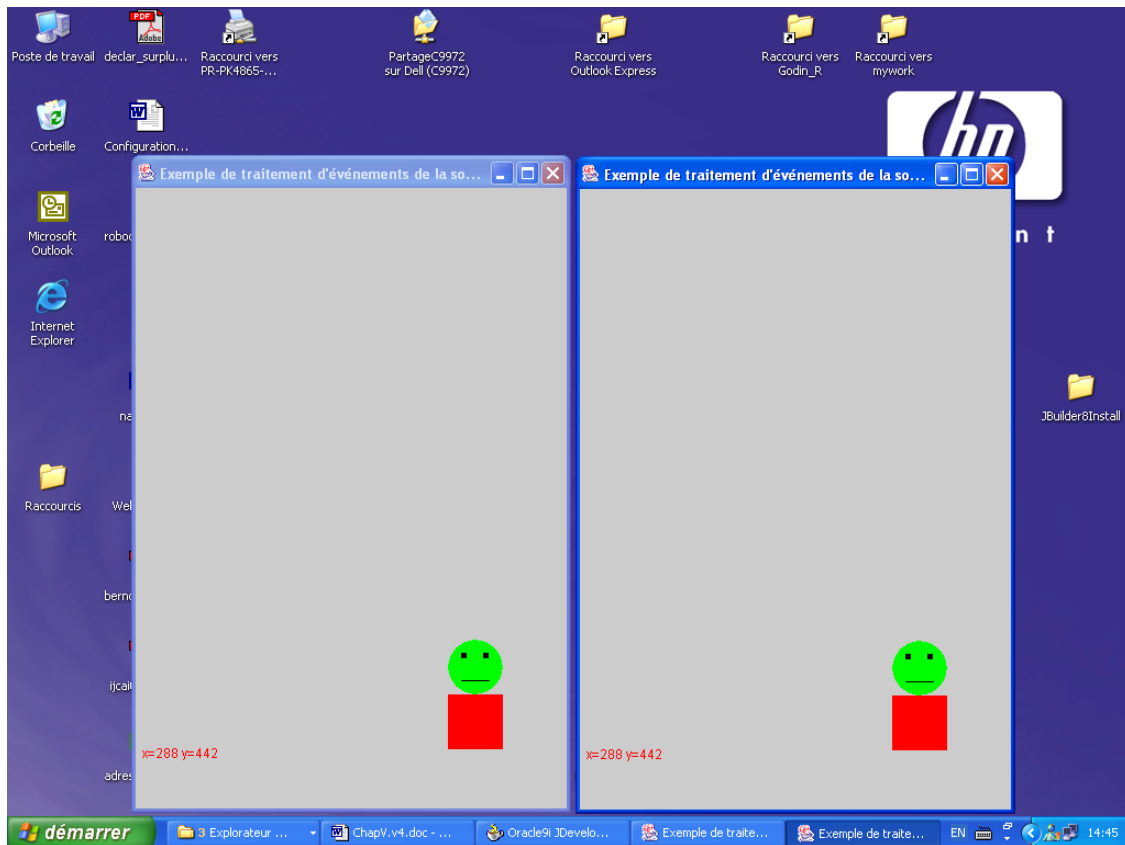 Poste de travail
declar_surplu...
Raccourci vers
PR-PK4865-...
PartageC9972
sur Dell (C9972)
Raccourci vers
Outlook Express
Raccourci vers
Godin_R
Raccourci vers
mywork
Corbeille
Configuration...
hp
Exemple de traitement d'événements de la so...
Exemple de traitement d'événements de la so...
Microsoft
Outlook
n t
Internet
Explorer
JBuilder8Install
Raccourcis
x=288 y=442
x=288 y=442
démarrer
3 Explorateur ...
ChapV.v4.doc - ...
Oracle9i JDevelo...
Exemple de traite...
Exemple de traite...
EN
14:45